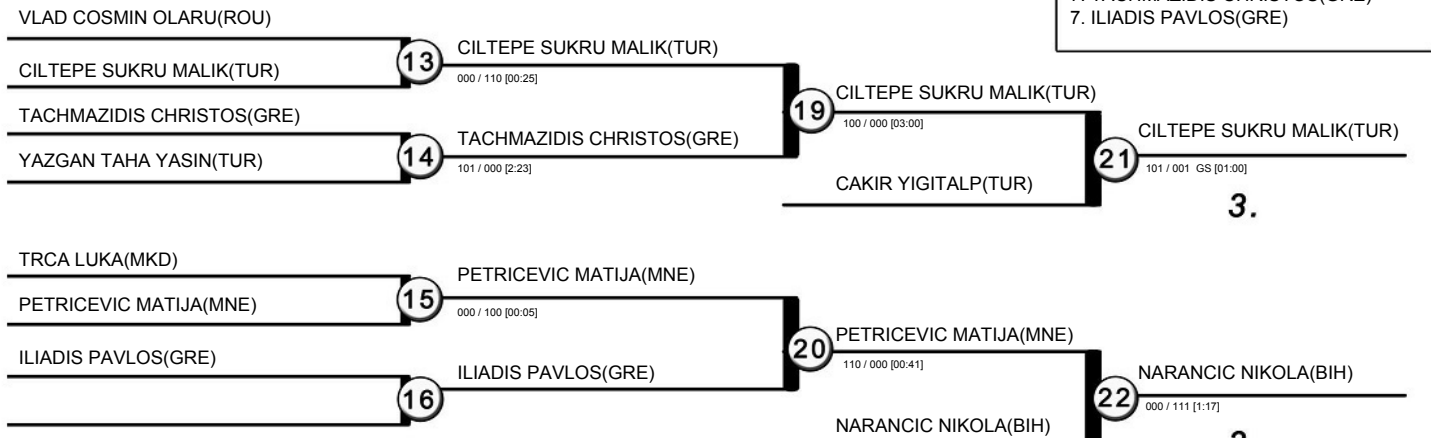 7. ILIADIS PAVLOS(GRE)
VLAD COSMIN OLARU(ROU)
CILTEPE SUKRU MALIK(TUR)
13
CILTEPE SUKRU MALIK(TUR)
000 / 110 [00:25]
TACHMAZIDIS CHRISTOS(GRE)
YAZGAN TAHA YASIN(TUR)
14
TACHMAZIDIS CHRISTOS(GRE)
101 / 000 [2:23]
19
CILTEPE SUKRU MALIK(TUR)
100 / 000 [03:00]
CAKIR YIGITALP(TUR)
21
CILTEPE SUKRU MALIK(TUR)
101 / 001 GS [01:00]
3.
TRCA LUKA(MKD)
PETRICEVIC MATIJA(MNE)
15
PETRICEVIC MATIJA(MNE)
000 / 100 [00:05]
ILIADIS PAVLOS(GRE)
16
ILIADIS PAVLOS(GRE)
20
PETRICEVIC MATIJA(MNE)
110 / 000 [00:41]
NARANCIC NIKOLA(BIH)
22
NARANCIC NIKOLA(BIH)
000 / 111 [1:17]